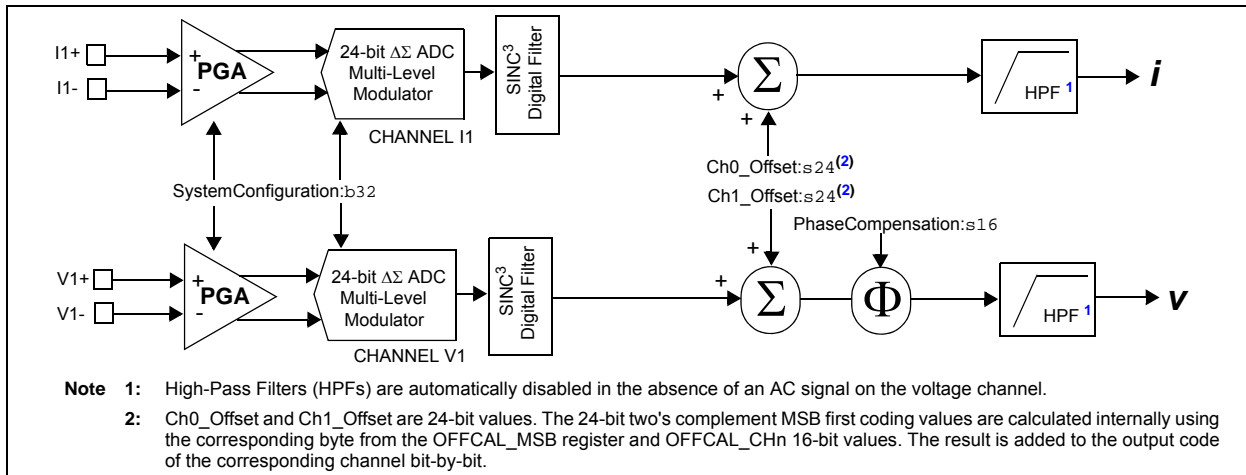 I1+
I1-
+
PGA
-
24-bit ΔΣ ADC
Multi-Level
Modulator
CHANNEL I1
SINC3
Digital Filter
+
Σ
+
HPF 1
i
SystemConfiguration:b32
Ch0_Offset:s24(2)
Ch1_Offset:s24(2)
PhaseCompensation:s16
V1+
V1-
+
PGA
-
24-bit ΔΣ ADC
Multi-Level
Modulator
CHANNEL V1
SINC3
Digital Filter
+
+
Σ
Φ
HPF 1
v
Note 1: High-Pass Filters (HPFs) are automatically disabled in the absence of an AC signal on the voltage channel.
2: Ch0_Offset and Ch1_Offset are 24-bit values. The 24-bit two's complement MSB first coding values are calculated internally using
the corresponding byte from the OFFCAL_MSB register and OFFCAL_CHn 16-bit values. The result is added to the output code
of the corresponding channel bit-by-bit.